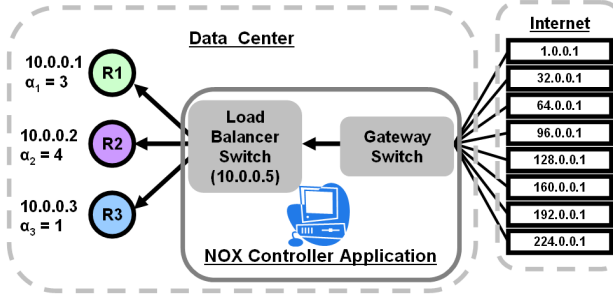 Data Center
Internet
10.0.0.1
α1 = 3
R1
10.0.0.2
α2 = 4
R2
10.0.0.3
α3 = 1
R3
Load
Balancer
Switch
(10.0.0.5)
Gateway
Switch
NOX Controller Application
1.0.0.1
32.0.0.1
64.0.0.1
96.0.0.1
128.0.0.1
160.0.0.1
192.0.0.1
224.0.0.1